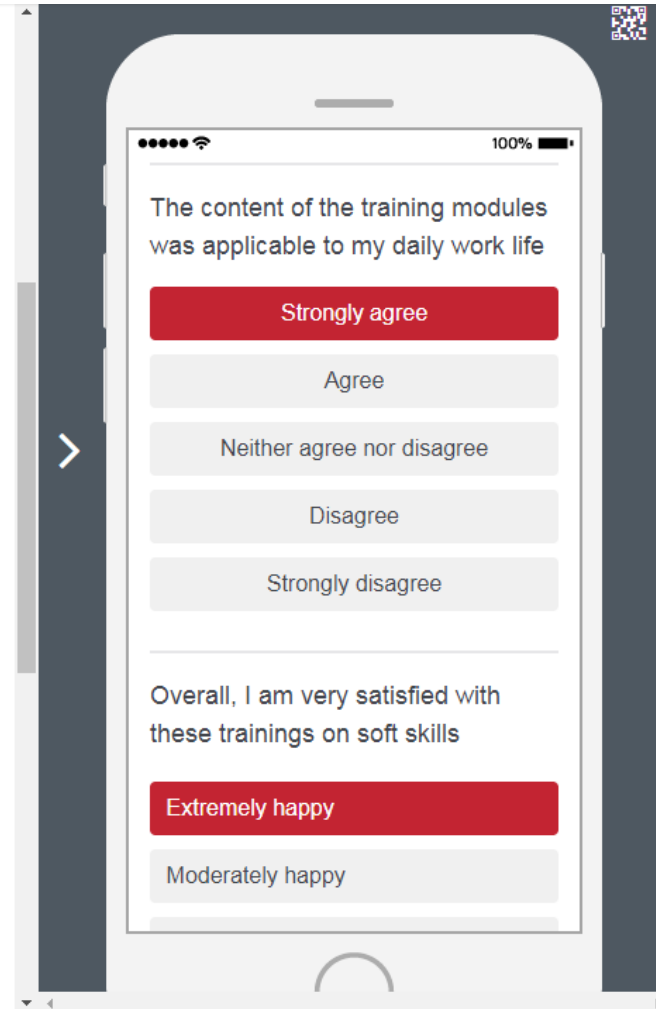 100%
The content of the training modules
was applicable to my daily work life
Strongly agree
Agree
Neither agree nor disagree
Disagree
Strongly disagree
Overall, I am very satisfied with
these trainings on soft skills
Extremely happy
Moderately happy